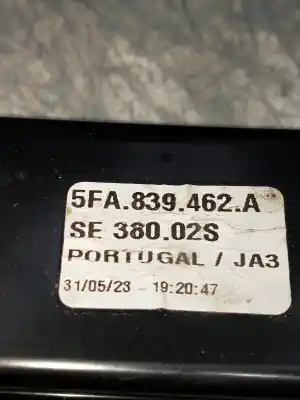 5FA.839.462.A
SE 380.02S
PORTUGAL / JA3
31/05/23 - 19:20:47